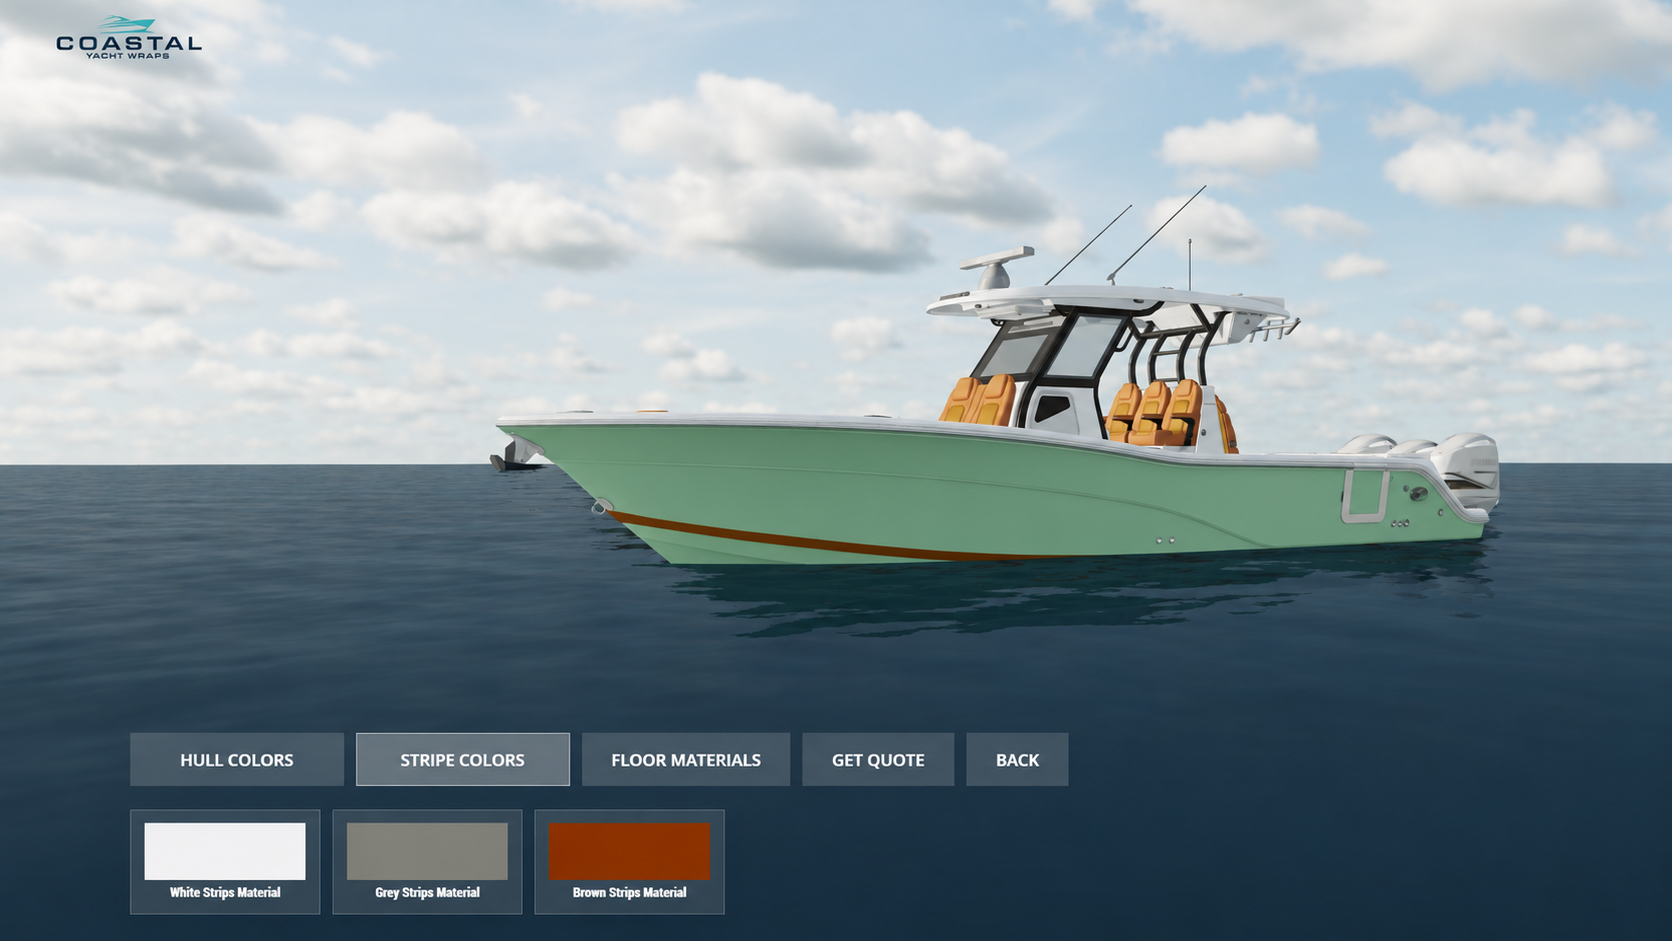 COASTAL
YACHT WRAPS
HULL COLORS
STRIPE COLORS
FLOOR MATERIALS
GET QUOTE
BACK
White Strips Material
Grey Strips Material
Brown Strips Material